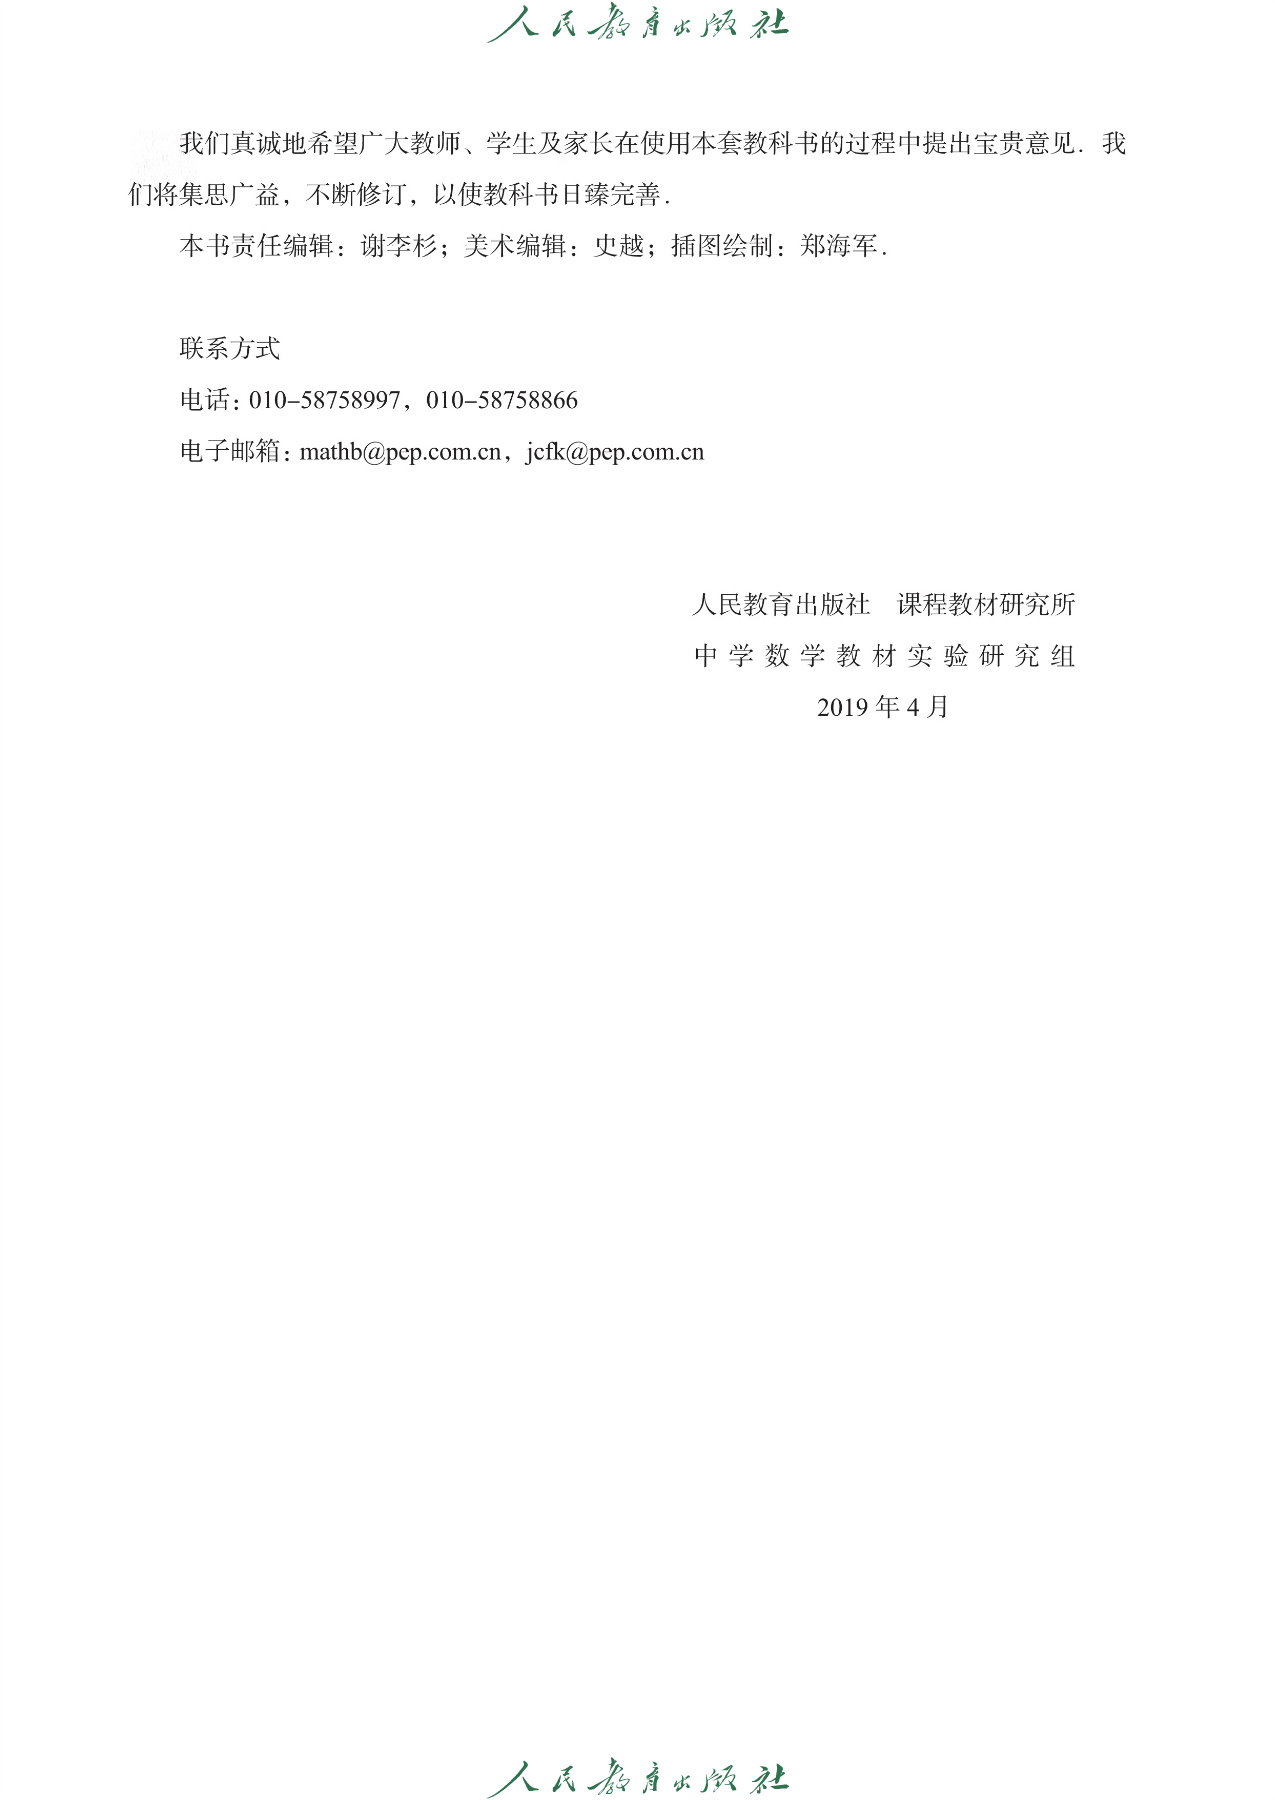 人民教育出版社
我们真诚地希望广大教师、学生及家长在使用本套教科书的过程中提出宝贵意见．我
们将集思广益，不断修订，以使教科书日臻完善．
本书责任编辑：谢李杉；美术编辑：史越；插图绘制：郑海军．
联系方式
电话：010–58758997，010–58758866
电子邮箱：mathb@pep.com.cn，jcfk@pep.com.cn
人民教育出版社　课程教材研究所
中学数学教材实验研究组
2019 年 4 月
人民教育出版社